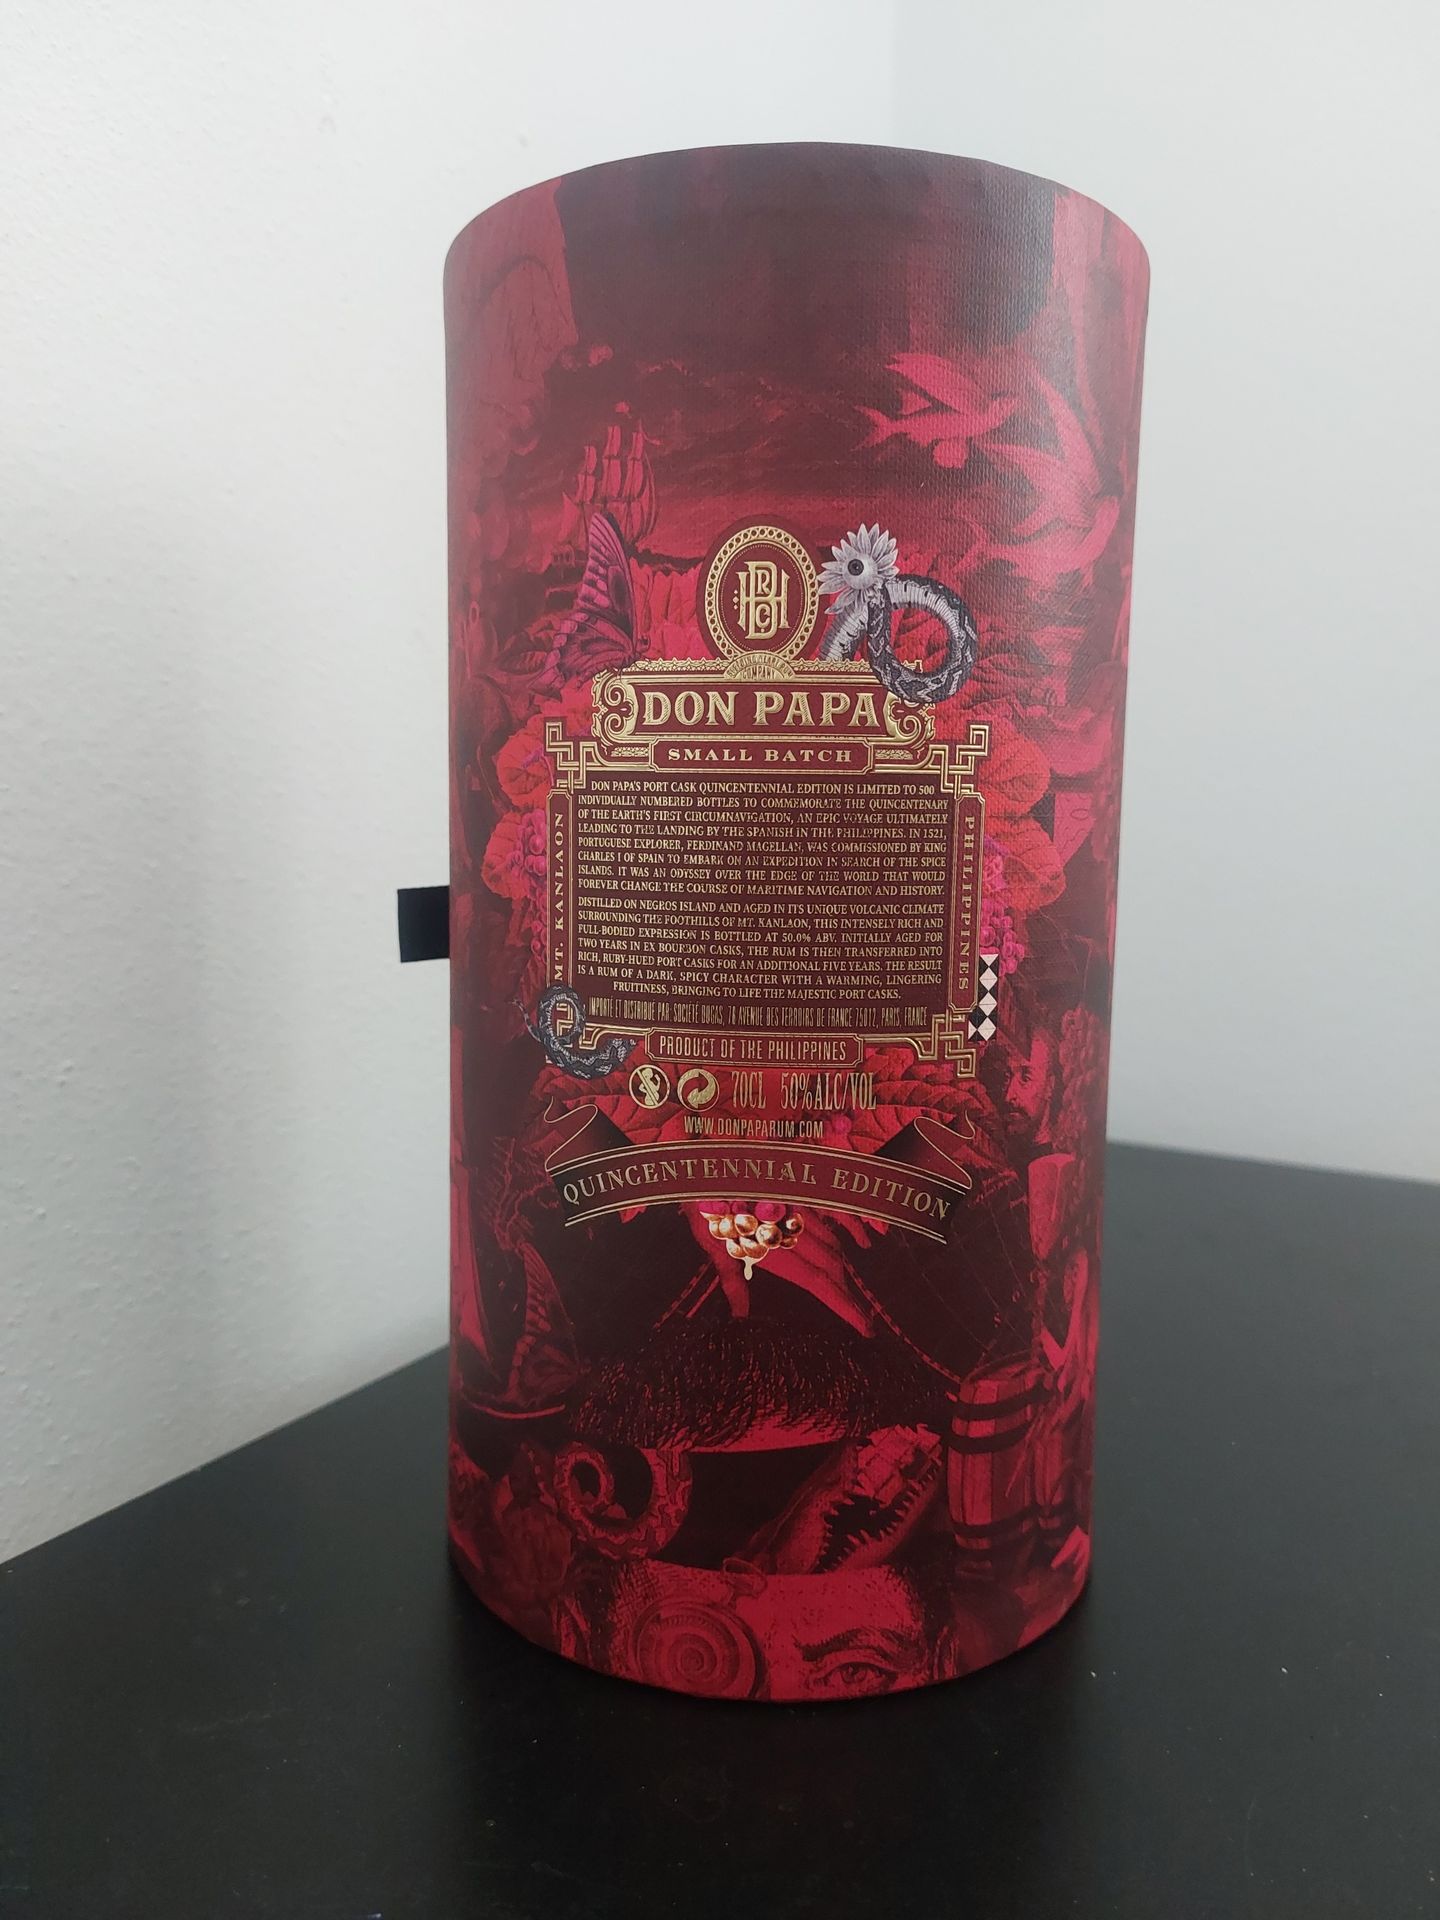 BRHC
BLEEDING HEART RUM
COMPANY
DON PAPA
SMALL BATCH
MT. KANLAON
DON PAPA'S PORT CASK QUINCENTENNIAL EDITION IS LIMITED TO 500
INDIVIDUALLY NUMBERED BOTTLES TO COMMEMORATE THE QUINCENTENARY
OF THE EARTH'S FIRST CIRCUMNAVIGATION, AN EPIC VOYAGE ULTIMATELY
LEADING TO THE LANDING BY THE SPANISH IN THE PHILIPPINES. IN 1521,
PORTUGUESE EXPLORER, FERDINAND MAGELLAN, WAS COMMISSIONED BY KING
CHARLES I OF SPAIN TO EMBARK ON AN EXPEDITION IN SEARCH OF THE SPICE
ISLANDS. IT WAS AN ODYSSEY OVER THE EDGE OF THE WORLD THAT WOULD
FOREVER CHANGE THE COURSE OF MARITIME NAVIGATION AND HISTORY.
DISTILLED ON NEGROS ISLAND AND AGED IN ITS UNIQUE VOLCANIC CLIMATE
SURROUNDING THE FOOTHILLS OF MT. KANLAON, THIS INTENSELY RICH AND
FULL-BODIED EXPRESSION IS BOTTLED AT 50.0% ABV. INITIALLY AGED FOR
TWO YEARS IN EX BOURBON CASKS, THE RUM IS THEN TRANSFERRED INTO
RICH, RUBY-HUED PORT CASKS FOR AN ADDITIONAL FIVE YEARS. THE RESULT
IS A RUM OF A DARK, SPICY CHARACTER WITH A WARMING, LINGERING
FRUITINESS, BRINGING TO LIFE THE MAJESTIC PORT CASKS.
IMPORTÉ ET DISTRIBUÉ PAR: SOCIÉTÉ DUGAS, 78 AVENUE DES TERROIRS DE FRANCE 75012, PARIS, FRANCE
PHILIPPINES
PRODUCT OF THE PHILIPPINES
70CL 50%ALC/VOL
WWW.DONPAPARUM.COM
QUINCENTENNIAL EDITION